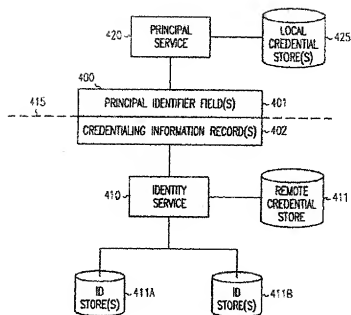 420
PRINCIPAL
SERVICE
LOCAL
CREDENTIAL
STORE(S)
425
400
415
PRINCIPAL IDENTIFIER FIELD(S)
401
CREDENTIALING INFORMATION RECORD(S)
402
410
IDENTITY
SERVICE
REMOTE
CREDENTIAL
STORE
411
ID
STORE(S)
411A
ID
STORE(S)
411B